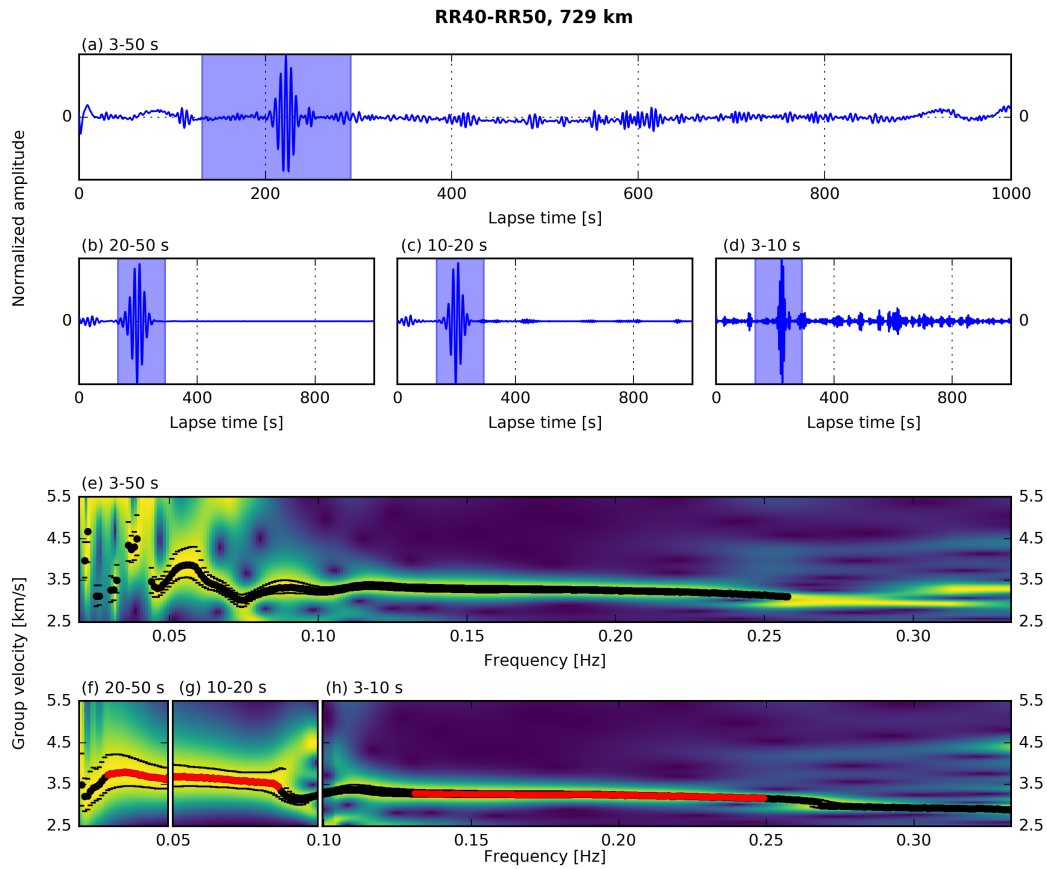 RR40-RR50, 729 km
(a) 3-50 s
0 0
0 200 400 600 800 1000
Lapse time [s]
Normalized amplitude
(b) 20-50 s (c) 10-20 s (d) 3-10 s
0 0
0 400 800 0 400 800 0 400 800
Lapse time [s] Lapse time [s] Lapse time [s]
(e) 3-50 s
5.5 5.5
4.5 4.5
3.5 3.5
2.5 2.5
0.05 0.10 0.15 0.20 0.25 0.30
Frequency [Hz]
Group velocity [km/s]
(f) 20-50 s (g) 10-20 s (h) 3-10 s
5.5 5.5
4.5 4.5
3.5 3.5
2.5 2.5
0.05 0.10 0.15 0.20 0.25 0.30
Frequency [Hz]